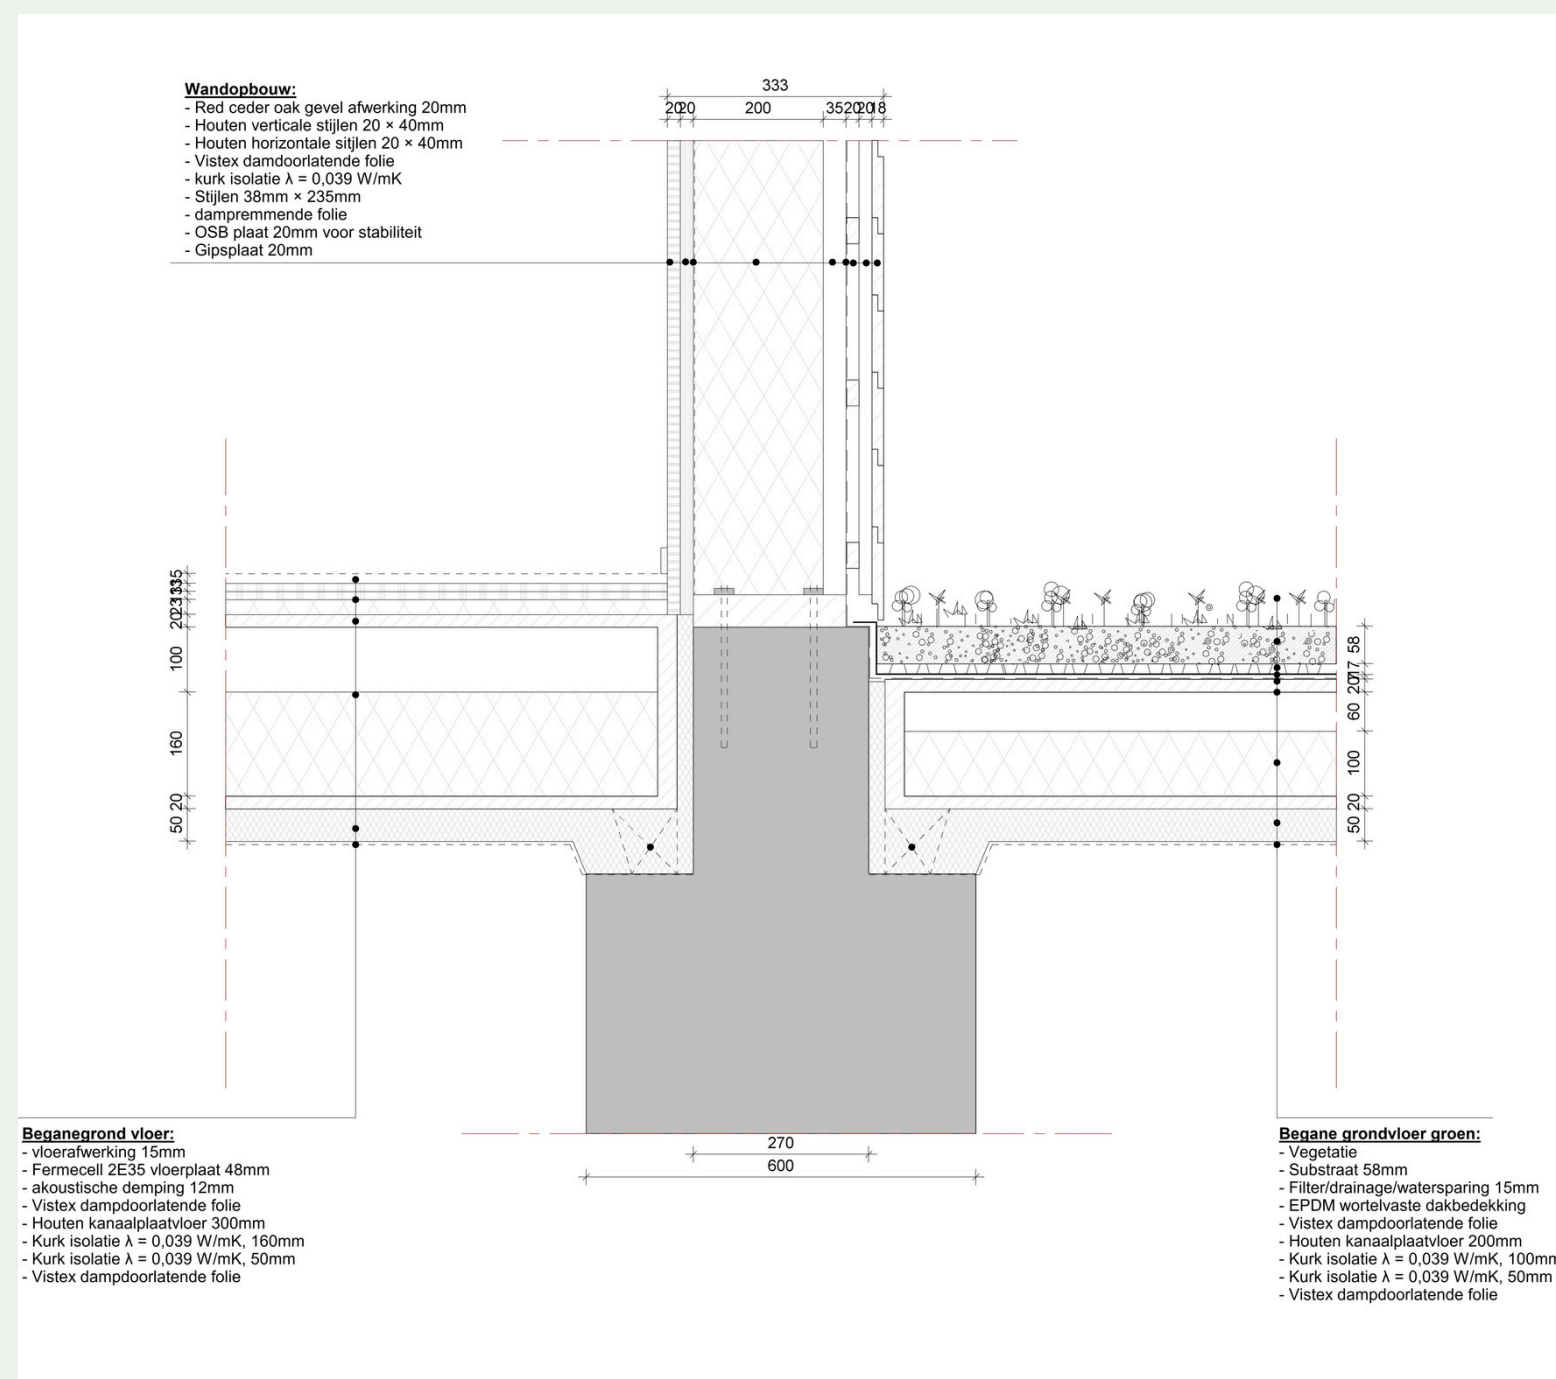 Wandopbouw:
- Red ceder oak gevel afwerking 20mm
- Houten verticale stijlen 20 × 40mm
- Houten horizontale sitjlen 20 × 40mm
- Vistex damdoorlatende folie
- kurk isolatie λ = 0,039 W/mK
- Stijlen 38mm × 235mm
- dampremmende folie
- OSB plaat 20mm voor stabiliteit
- Gipsplaat 20mm
333
20 20 200 35 20 20 18
100
160
20
50
58
60
100
20
50
270
600
Beganegrond vloer:
- vloerafwerking 15mm
- Fermecell 2E35 vloerplaat 48mm
- akoustische demping 12mm
- Vistex dampdoorlatende folie
- Houten kanaalplaatvloer 300mm
- Kurk isolatie λ = 0,039 W/mK, 160mm
- Kurk isolatie λ = 0,039 W/mK, 50mm
- Vistex dampdoorlatende folie
Begane grondvloer groen:
- Vegetatie
- Substraat 58mm
- Filter/drainage/watersparing 15mm
- EPDM wortelvaste dakbedekking
- Vistex dampdoorlatende folie
- Houten kanaalplaatvloer 200mm
- Kurk isolatie λ = 0,039 W/mK, 100mm
- Kurk isolatie λ = 0,039 W/mK, 50mm
- Vistex dampdoorlatende folie